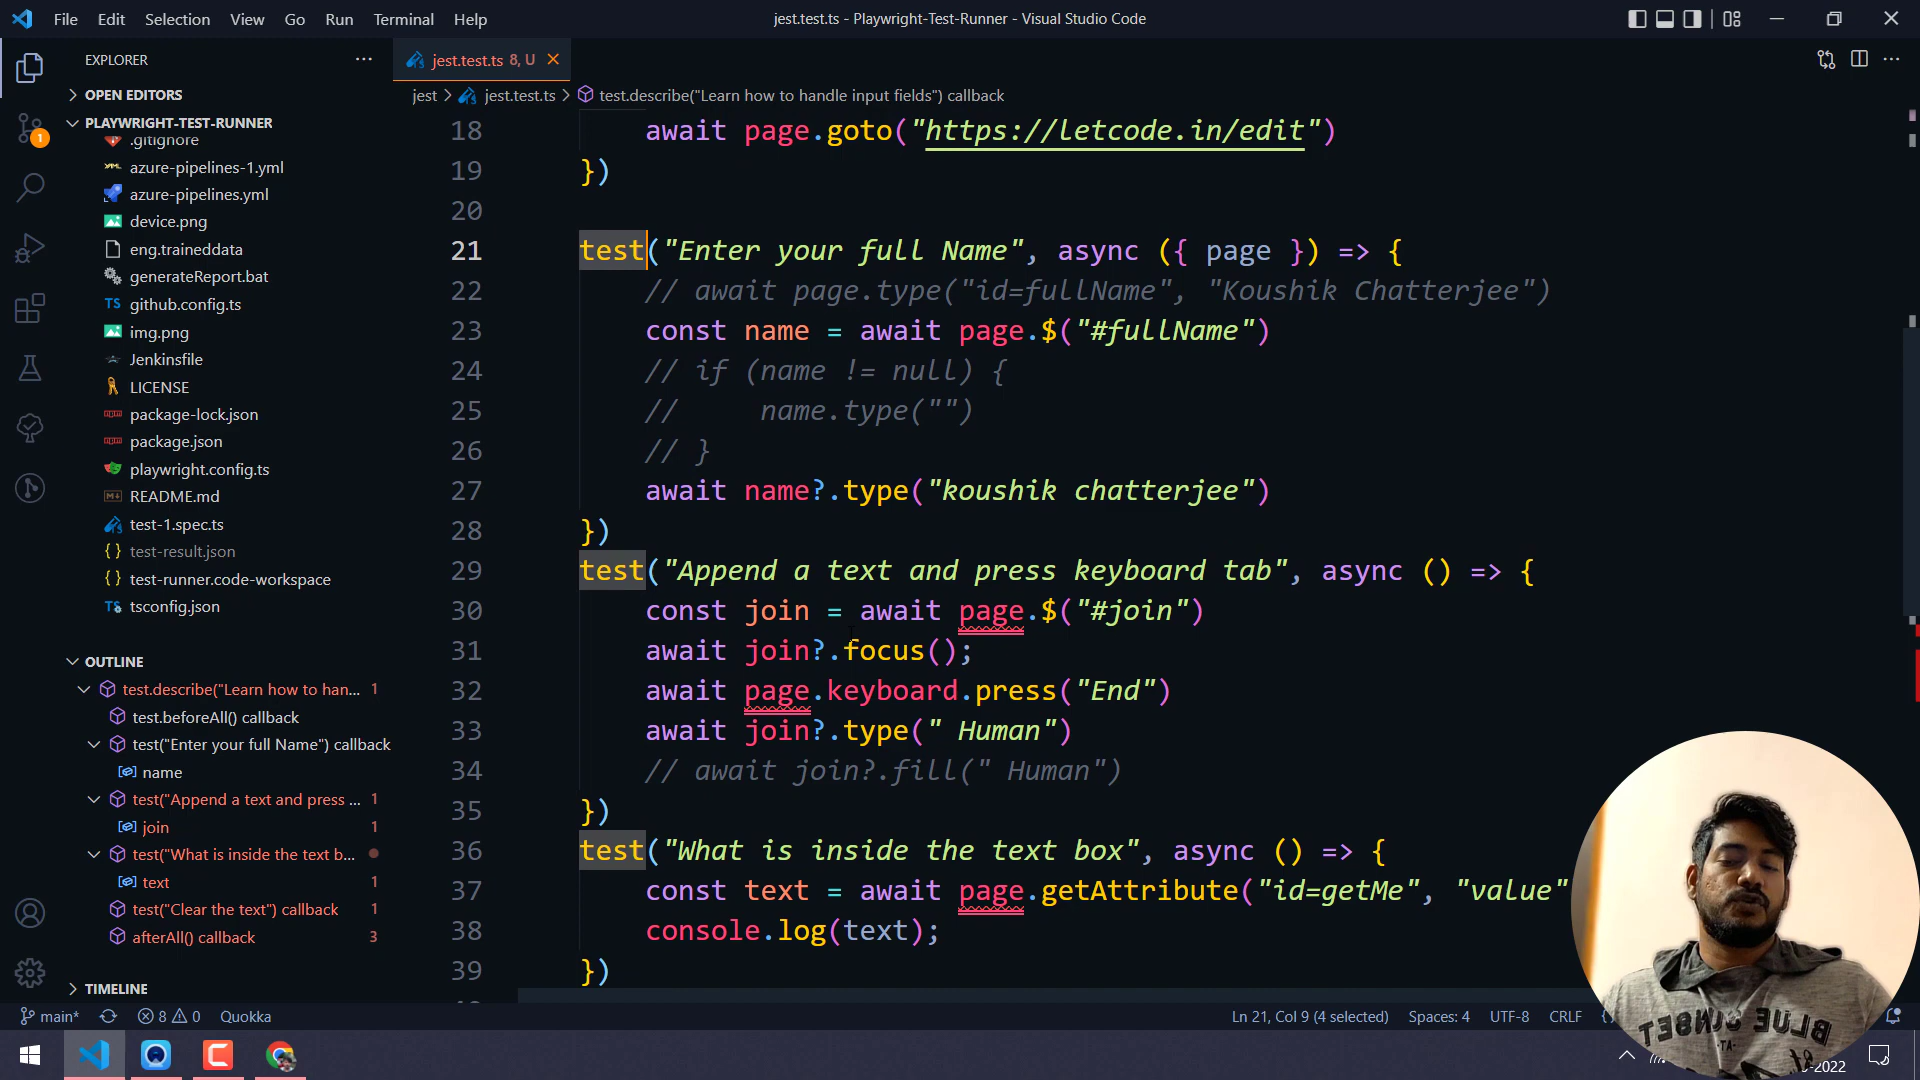 File Edit Selection View Go Run Terminal Help
jest.test.ts - Playwright-Test-Runner - Visual Studio Code
EXPLORER
OPEN EDITORS
PLAYWRIGHT-TEST-RUNNER
.gitignore
azure-pipelines-1.yml
azure-pipelines.yml
device.png
eng.traineddata
generateReport.bat
TS github.config.ts
img.png
Jenkinsfile
LICENSE
package-lock.json
package.json
playwright.config.ts
README.md
test-1.spec.ts
{} test-result.json
{} test-runner.code-workspace
TS tsconfig.json
OUTLINE
test.describe("Learn how to han... 1
test.beforeAll() callback
test("Enter your full Name") callback
name
test("Append a text and press ... 1
join 1
test("What is inside the text b...
text 1
test("Clear the text") callback 1
afterAll() callback 3
TIMELINE
1
jest.test.ts 8, U
jest > jest.test.ts > test.describe("Learn how to handle input fields") callback
18 await page.goto("https://letcode.in/edit")
19 })
20
21 test("Enter your full Name", async ({ page }) => {
22 // await page.type("id=fullName", "Koushik Chatterjee")
23 const name = await page.$("#fullName")
24 // if (name != null) {
25 // name.type("")
26 // }
27 await name?.type("koushik chatterjee")
28 })
29 test("Append a text and press keyboard tab", async () => {
30 const join = await page.$("#join")
31 await join?.focus();
32 await page.keyboard.press("End")
33 await join?.type(" Human")
34 // await join?.fill(" Human")
35 })
36 test("What is inside the text box", async () => {
37 const text = await page.getAttribute("id=getMe", "value"
38 console.log(text);
39 })
main* 8 0 Quokka
Ln 21, Col 9 (4 selected) Spaces: 4 UTF-8 CRLF
-2022